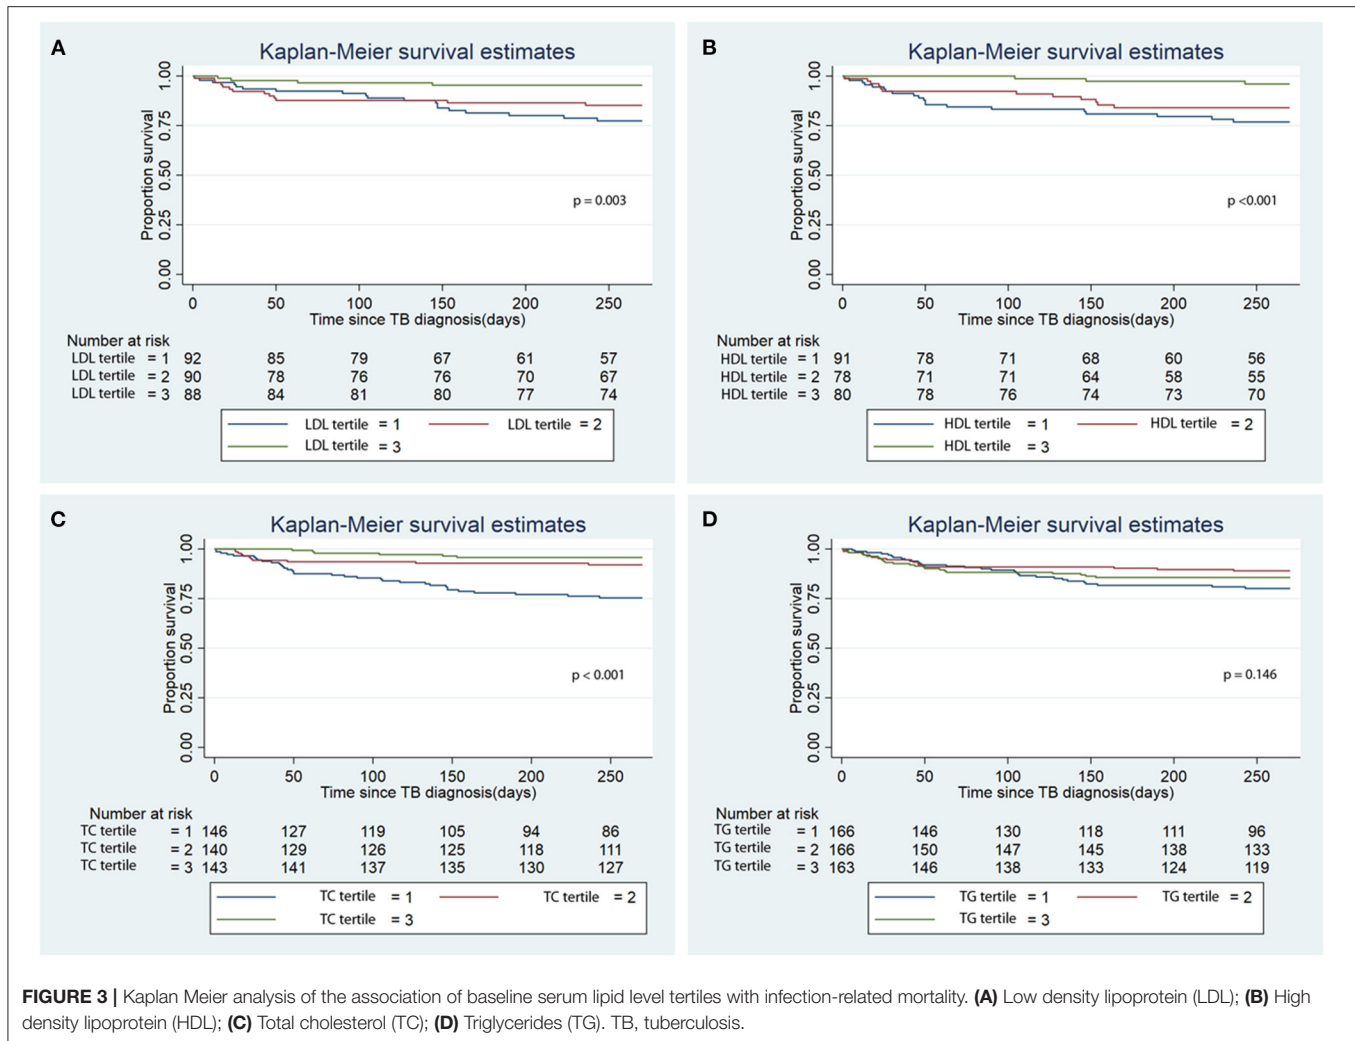 A
Kaplan-Meier survival estimates
Proportion survival
1.00
0.75
0.50
0.25
0.00
p = 0.003
0 50 100 150 200 250
Time since TB diagnosis(days)
Number at risk
LDL tertile = 1 92 85 79 67 61 57
LDL tertile = 2 90 78 76 76 70 67
LDL tertile = 3 88 84 81 80 77 74
LDL tertile = 1 LDL tertile = 2
LDL tertile = 3
B
Kaplan-Meier survival estimates
Proportion survival
1.00
0.75
0.50
0.25
0.00
p <0.001
0 50 100 150 200 250
Time since TB diagnosis(days)
Number at risk
HDL tertile = 1 91 78 71 68 60 56
HDL tertile = 2 78 71 71 64 58 55
HDL tertile = 3 80 78 76 74 73 70
HDL tertile = 1 HDL tertile = 2
HDL tertile = 3
C
Kaplan-Meier survival estimates
Proportion survival
1.00
0.75
0.50
0.25
0.00
p < 0.001
0 50 100 150 200 250
Time since TB diagnosis(days)
Number at risk
TC tertile = 1 146 127 119 105 94 86
TC tertile = 2 140 129 126 125 118 111
TC tertile = 3 143 141 137 135 130 127
TC tertile = 1 TC tertile = 2
TC tertile = 3
D
Kaplan-Meier survival estimates
Proportion survival
1.00
0.75
0.50
0.25
0.00
p = 0.146
0 50 100 150 200 250
Time since TB diagnosis(days)
Number at risk
TG tertile = 1 166 146 130 118 111 96
TG tertile = 2 166 150 147 145 138 133
TG tertile = 3 163 146 138 133 124 119
TG tertile = 1 TG tertile = 2
TG tertile = 3
FIGURE 3 | Kaplan Meier analysis of the association of baseline serum lipid level tertiles with infection-related mortality. (A) Low density lipoprotein (LDL); (B) High
density lipoprotein (HDL); (C) Total cholesterol (TC); (D) Triglycerides (TG). TB, tuberculosis.